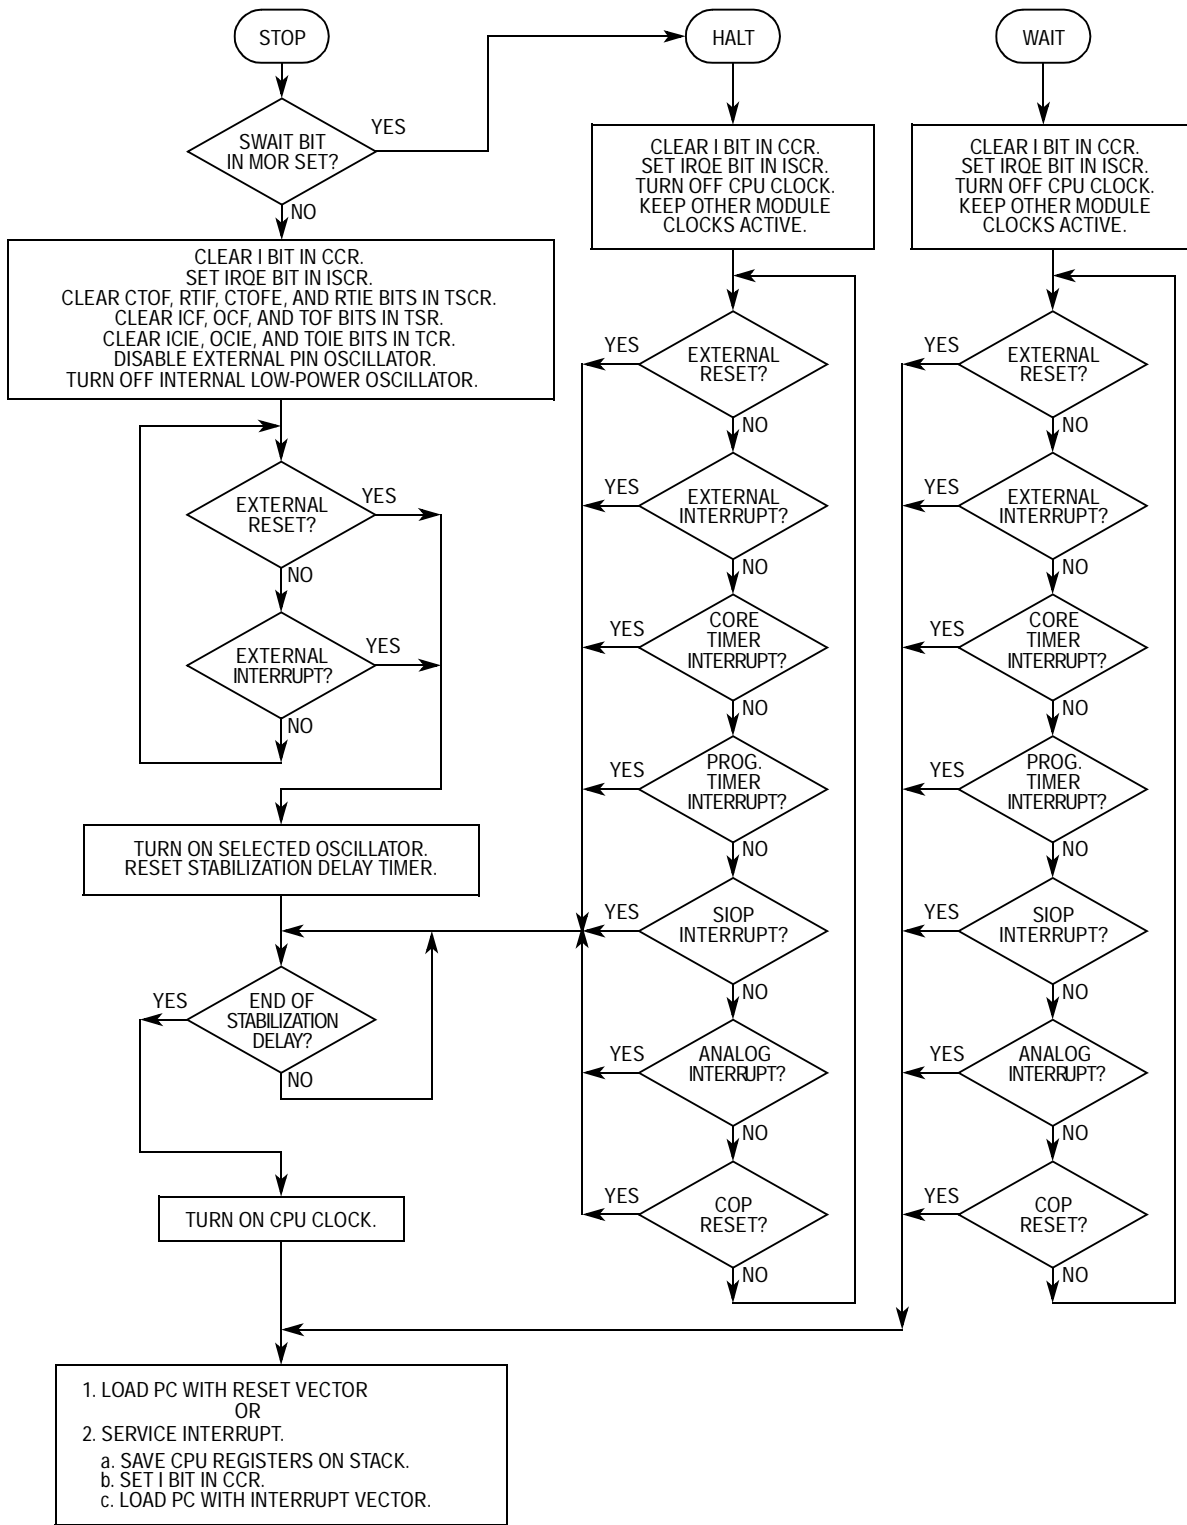 STOP
SWAIT BIT
IN MOR SET?
YES
NO
CLEAR I BIT IN CCR.
SET IRQE BIT IN ISCR.
CLEAR CTOF, RTIF, CTOFE, AND RTIE BITS IN TSCR.
CLEAR ICF, OCF, AND TOF BITS IN TSR.
CLEAR ICIE, OCIE, AND TOIE BITS IN TCR.
DISABLE EXTERNAL PIN OSCILLATOR.
TURN OFF INTERNAL LOW-POWER OSCILLATOR.
EXTERNAL
RESET?
YES
NO
EXTERNAL
INTERRUPT?
YES
NO
TURN ON SELECTED OSCILLATOR.
RESET STABILIZATION DELAY TIMER.
END OF
STABILIZATION
DELAY?
YES
NO
TURN ON CPU CLOCK.
1. LOAD PC WITH RESET VECTOR
OR
2. SERVICE INTERRUPT.
a. SAVE CPU REGISTERS ON STACK.
b. SET I BIT IN CCR.
c. LOAD PC WITH INTERRUPT VECTOR.
HALT
CLEAR I BIT IN CCR.
SET IRQE BIT IN ISCR.
TURN OFF CPU CLOCK.
KEEP OTHER MODULE
CLOCKS ACTIVE.
EXTERNAL
RESET?
YES
NO
EXTERNAL
INTERRUPT?
YES
NO
CORE
TIMER
INTERRUPT?
YES
NO
PROG.
TIMER
INTERRUPT?
YES
NO
SIOP
INTERRUPT?
YES
NO
ANALOG
INTERRUPT?
YES
NO
COP
RESET?
YES
NO
WAIT
CLEAR I BIT IN CCR.
SET IRQE BIT IN ISCR.
TURN OFF CPU CLOCK.
KEEP OTHER MODULE
CLOCKS ACTIVE.
EXTERNAL
RESET?
YES
NO
EXTERNAL
INTERRUPT?
YES
NO
CORE
TIMER
INTERRUPT?
YES
NO
PROG.
TIMER
INTERRUPT?
YES
NO
SIOP
INTERRUPT?
YES
NO
ANALOG
INTERRUPT?
YES
NO
COP
RESET?
YES
NO